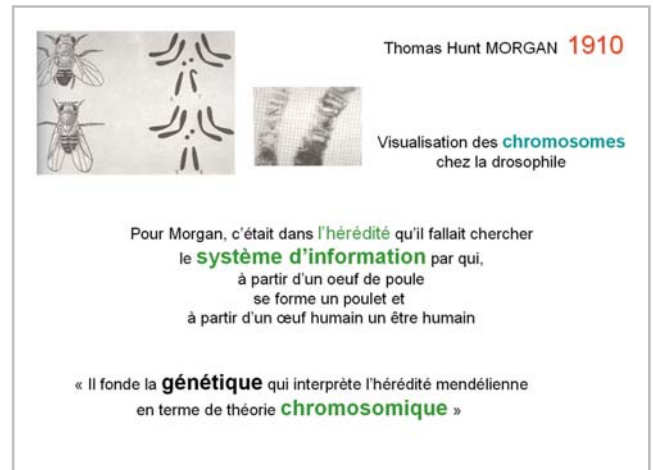 Thomas Hunt MORGAN 1910
Visualisation des chromosomes
chez la drosophile
Pour Morgan, c'était dans l'hérédité qu'il fallait chercher
le système d'information par qui,
à partir d'un oeuf de poule
se forme un poulet et
à partir d'un œuf humain un être humain
« Il fonde la génétique qui interprète l'hérédité mendélienne
en terme de théorie chromosomique »